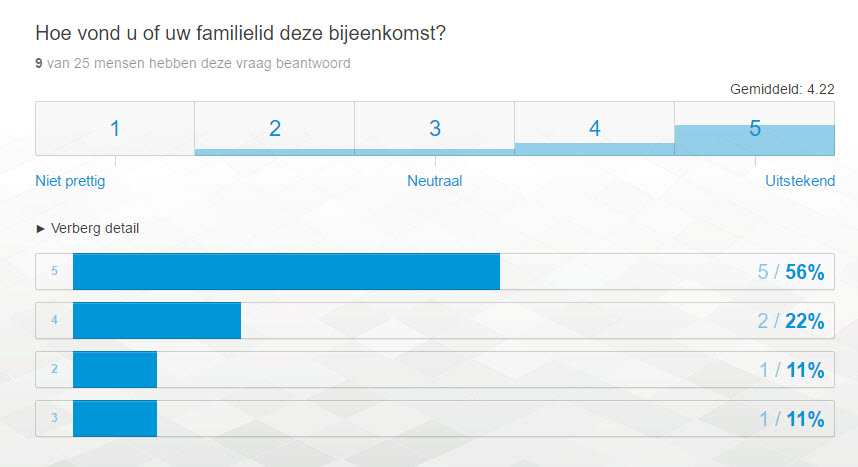 Hoe vond u of uw familielid deze bijeenkomst?
9 van 25 mensen hebben deze vraag beantwoord
Gemiddeld: 4.22
1 2 3 4 5
Niet prettig Neutraal Uitstekend
► Verberg detail
5 5 / 56%
4 2 / 22%
2 1 / 11%
3 1 / 11%